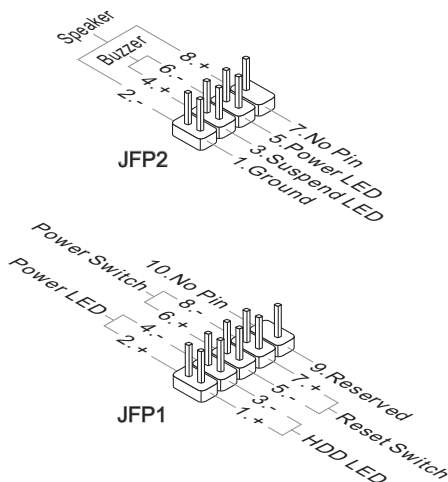 Speaker
Buzzer
8.+
6.-
4.+
2.-
7.No Pin
5.Power LED
3.Suspend LED
1.Ground
JFP2
Power Switch
Power LED
10.No Pin
8.-
6.+
4.-
2.+
9.Reserved
7.+
5.-
3.-
1.+
Reset Switch
HDD LED
JFP1